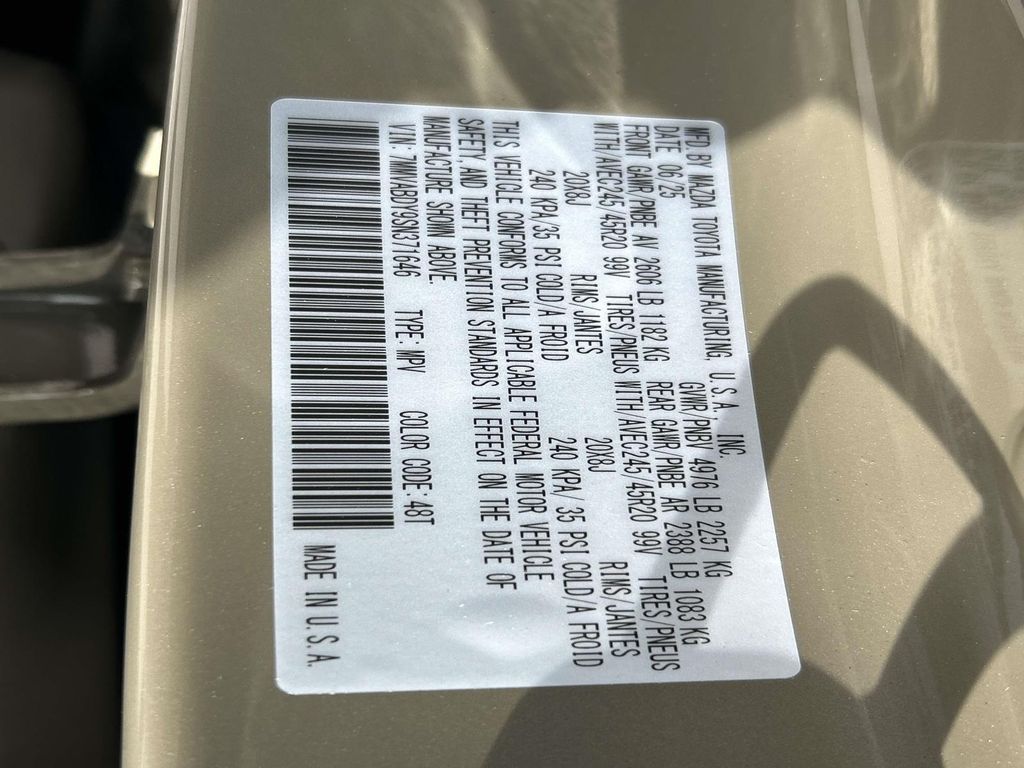 MFD. BY MAZDA TOYOTA MANUFACTURING, U.S.A., INC.
DATE 06/25 GVWR/PNBV 4976 LB 2257 KG
FRONT GAWR/PNBE AV 2606 LB 1182 KG REAR GAWR/PNBE AR 2388 LB 1083 KG
WITH/AVEC245/45R20 99V TIRES/PNEUS WITH/AVEC245/45R20 99V TIRES/PNEUS
20X8J RIMS/JANTES 20X8J RIMS/JANTES
240 KPA/35 PSI COLD/A FROID 240 KPA/ 35 PSI COLD/A FROID
THIS VEHICLE CONFORMS TO ALL APPLICABLE FEDERAL MOTOR VEHICLE
SAFETY, AND THEFT PREVENTION STANDARDS IN EFFECT ON THE DATE OF
MANUFACTURE SHOWN ABOVE.
VIN: 7MMVABDY9SN371646 TYPE: MPV COLOR CODE: 48T
MADE IN U.S.A.